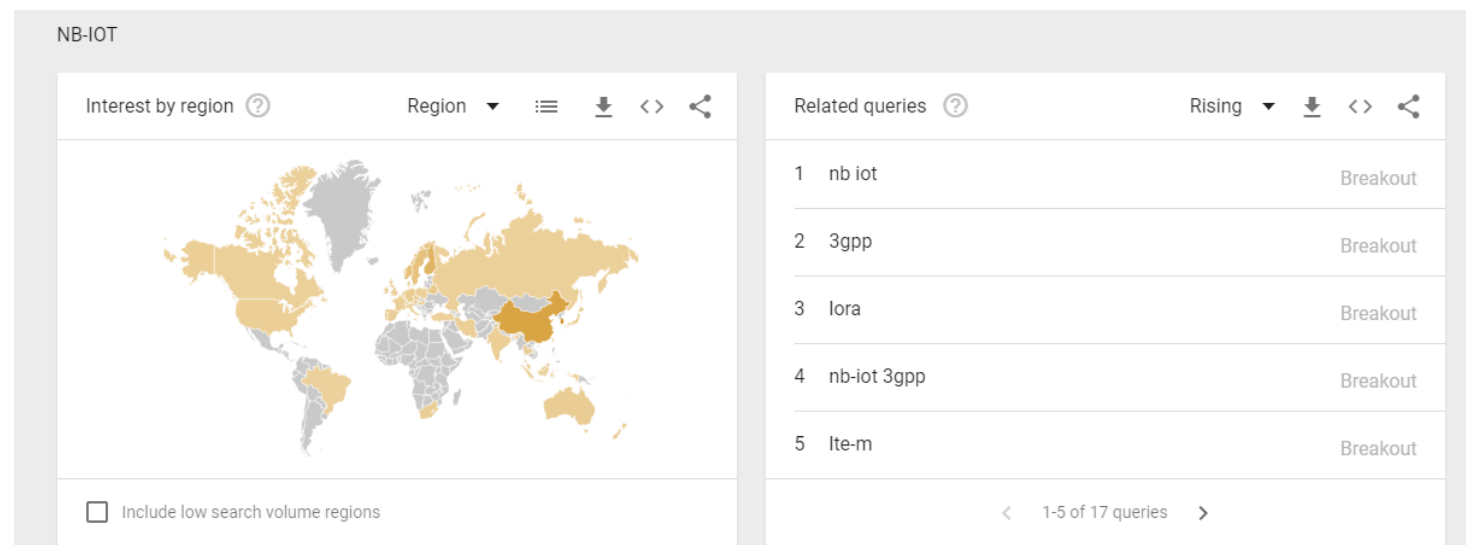 NB-IOT
Interest by region
Region
Related queries
Rising
1 nb iot Breakout
2 3gpp Breakout
3 lora Breakout
4 nb-iot 3gpp Breakout
5 lte-m Breakout
Include low search volume regions
1-5 of 17 queries